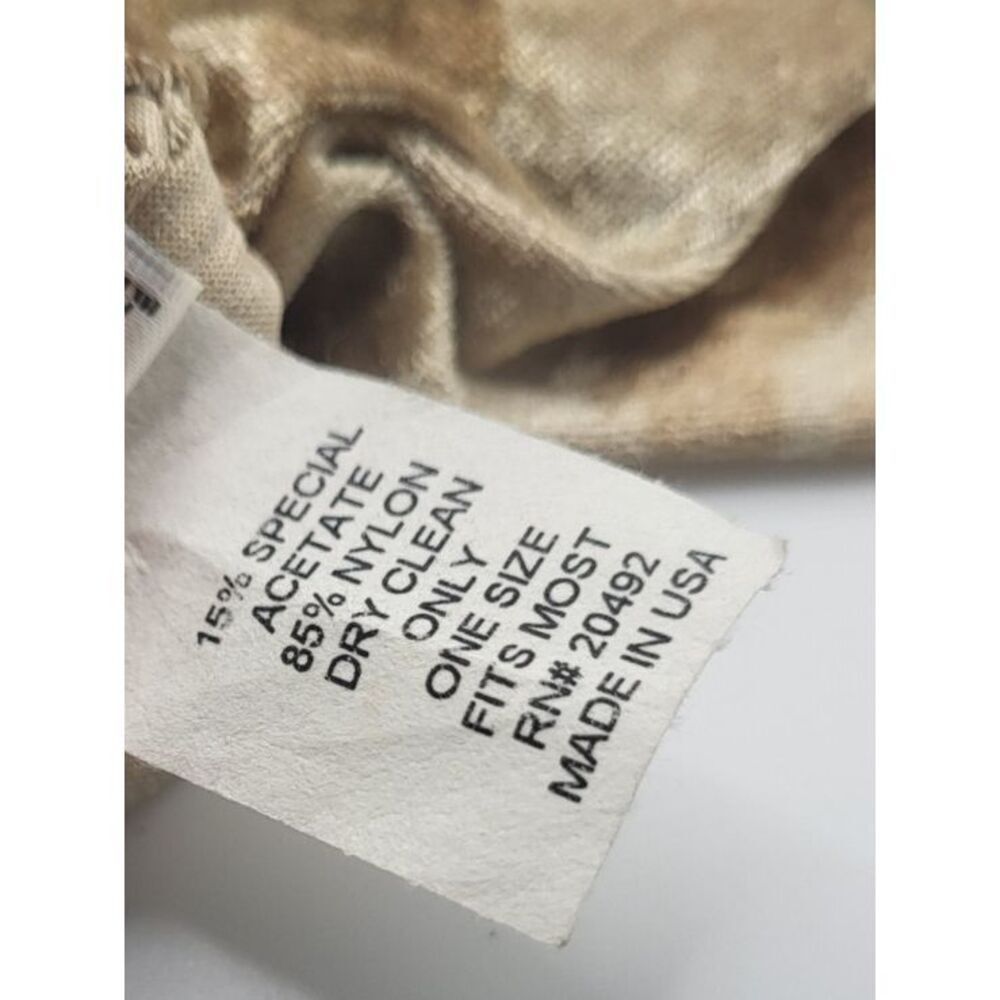 15% SPECIAL
ACETATE
85% NYLON
DRY CLEAN
ONLY
ONE SIZE
FITS MOST
RN# 20492
MADE IN USA